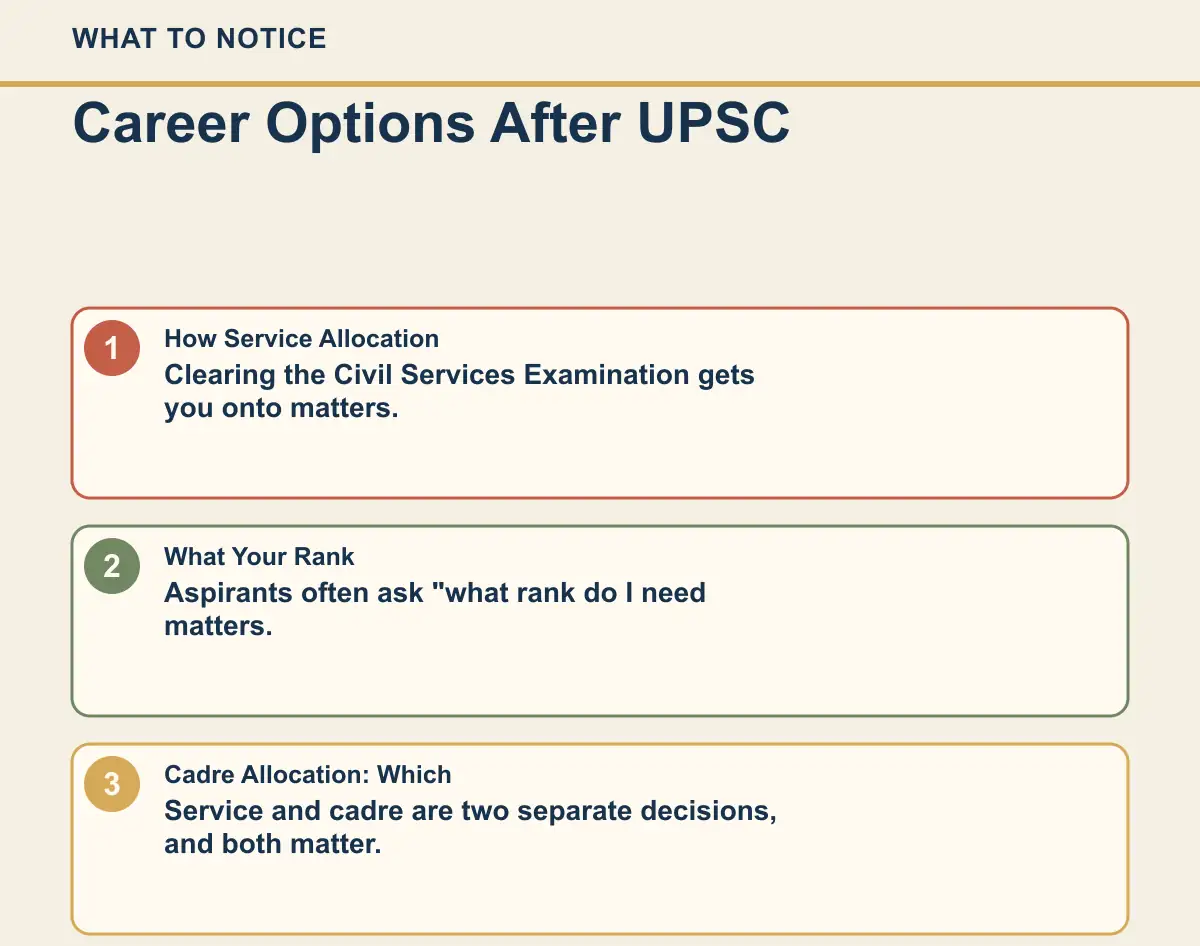 WHAT TO NOTICE
Career Options After UPSC
1
How Service Allocation
Clearing the Civil Services Examination gets
you onto matters.
2
What Your Rank
Aspirants often ask "what rank do I need
matters.
3
Cadre Allocation: Which
Service and cadre are two separate decisions,
and both matter.